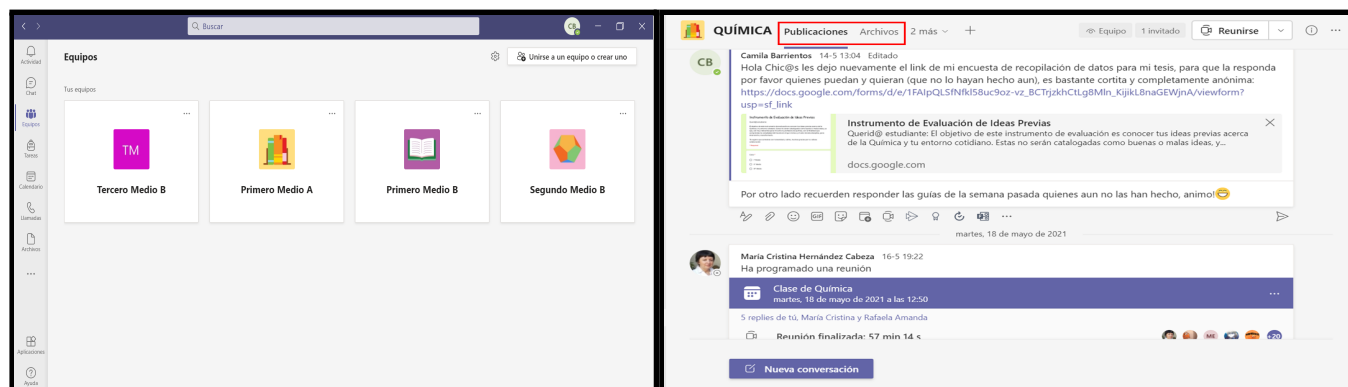 Buscar
CB
Actividad
Chat
Equipos
Tareas
Calendario
Llamadas
Archivos
Aplicaciones
Ayuda
Equipos
Unirse a un equipo o crear uno
Tus equipos
TM
Tercero Medio B
Primero Medio A
Primero Medio B
Segundo Medio B
QUÍMICA Publicaciones Archivos 2 más Equipo 1 invitado Reunirse
CB
Camila Barrientos 14-5 13:04 Editado
Hola Chic@s les dejo nuevamente el link de mi encuesta de recopilación de datos para mi tesis, para que la responda
por favor quienes puedan y quieran (que no lo hayan hecho aun), es bastante cortita y completamente anónima:
usp=sf_link
Instrumento de Evaluación de Ideas Previas
Querid@ estudiante: El objetivo de este instrumento de evaluación es conocer tus ideas previas acerca
de la Química y tu entorno cotidiano. Estas no serán catalogadas como buenas o malas ideas, y...
docs.google.com
Por otro lado recuerden responder las guías de la semana pasada quienes aun no las han hecho, animo!
GIF
martes, 18 de mayo de 2021
María Cristina Hernández Cabeza 16-5 19:22
Ha programado una reunión
Clase de Química
martes, 18 de mayo de 2021 a las 12:50
5 replies de tú, María Cristina y Rafaela Amanda
Reunión finalizada: 57 min 14 s
ME
+20
Nueva conversación